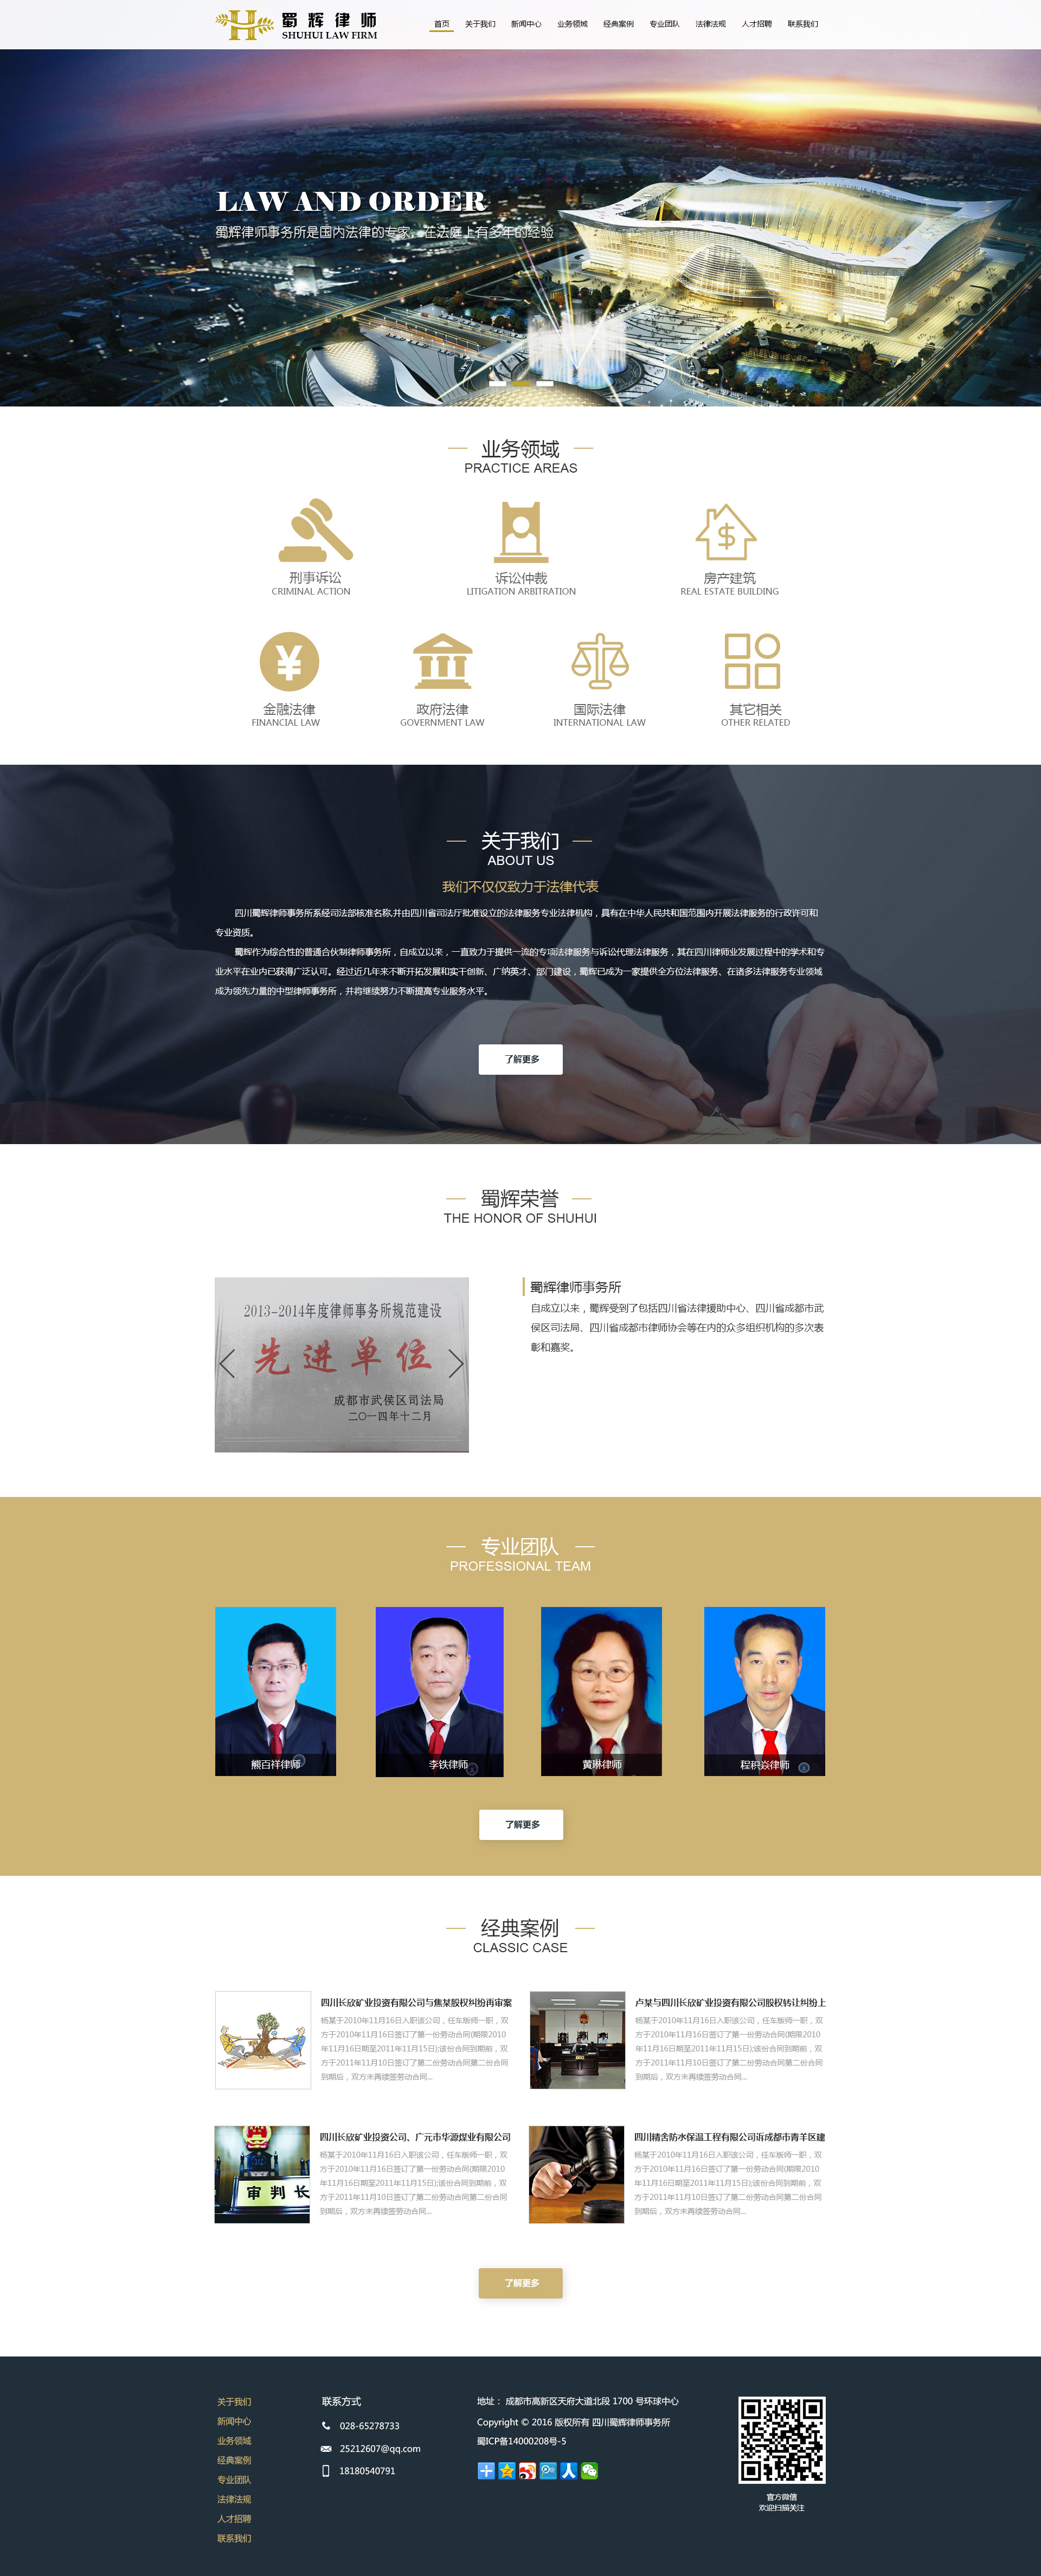 蜀辉律师
SHUHUI LAW FIRM
首页 关于我们 新闻中心 业务领域 经典案例 专业团队 法律法规 人才招聘 联系我们
LAW AND ORDER
蜀辉律师事务所是国内法律的专家，在法庭上有多年的经验
业务领域
PRACTICE AREAS
刑事诉讼
CRIMINAL ACTION
诉讼仲裁
LITIGATION ARBITRATION
房产建筑
REAL ESTATE BUILDING
金融法律
FINANCIAL LAW
政府法律
GOVERNMENT LAW
国际法律
INTERNATIONAL LAW
其它相关
OTHER RELATED
关于我们
ABOUT US
我们不仅仅致力于法律代表
四川蜀辉律师事务所系经司法部核准名称,并由四川省司法厅批准设立的法律服务专业法律机构，具有在中华人民共和国范围内开展法律服务的行政许可和
专业资质。
蜀辉作为综合性的普通合伙制律师事务所，自成立以来，一直致力于提供一流的专项法律服务与诉讼代理法律服务，其在四川律师业发展过程中的学术和专
业水平在业内已获得广泛认可。经过近几年来不断开拓发展和实干创新、广纳英才、部门建设，蜀辉已成为一家提供全方位法律服务、在诸多法律服务专业领域
成为领先力量的中型律师事务所，并将继续努力不断提高专业服务水平。
了解更多
蜀辉荣誉
THE HONOR OF SHUHUI
2013-2014年度律师事务所规范建设
先进单位
成都市武侯区司法局
二〇一四年十二月
蜀辉律师事务所
自成立以来，蜀辉受到了包括四川省法律援助中心、四川省成都市武
侯区司法局、四川省成都市律师协会等在内的众多组织机构的多次表
彰和嘉奖。
专业团队
PROFESSIONAL TEAM
熊百祥律师
李铁律师
黄琳律师
程积焱律师
了解更多
经典案例
CLASSIC CASE
四川长欣矿业投资有限公司与焦某股权纠纷再审案
杨某于2010年11月16日入职该公司，任车贩师一职，双
方于2010年11月16日签订了第一份劳动合同(期限2010
年11月16日期至2011年11月15日);该份合同到期前，双
方于2011年11月10日签订了第二份劳动合同第二份合同
到期后，双方未再续签劳动合同...
卢某与四川长欣矿业投资有限公司股权转让纠纷上
杨某于2010年11月16日入职该公司，任车贩师一职，双
方于2010年11月16日签订了第一份劳动合同(期限2010
年11月16日期至2011年11月15日);该份合同到期前，双
方于2011年11月10日签订了第二份劳动合同第二份合同
到期后，双方未再续签劳动合同...
四川长欣矿业投资公司、广元市华源煤业有限公司
杨某于2010年11月16日入职该公司，任车贩师一职，双
方于2010年11月16日签订了第一份劳动合同(期限2010
年11月16日期至2011年11月15日);该份合同到期前，双
方于2011年11月10日签订了第二份劳动合同第二份合同
到期后，双方未再续签劳动合同...
审判长
四川精舍防水保温工程有限公司诉成都市青羊区建
杨某于2010年11月16日入职该公司，任车贩师一职，双
方于2010年11月16日签订了第一份劳动合同(期限2010
年11月16日期至2011年11月15日);该份合同到期前，双
方于2011年11月10日签订了第二份劳动合同第二份合同
到期后，双方未再续签劳动合同...
了解更多
关于我们
新闻中心
业务领域
经典案例
专业团队
法律法规
人才招聘
联系我们
联系方式
028-65278733
25212607@qq.com
18180540791
地址： 成都市高新区天府大道北段 1700 号环球中心
Copyright © 2016 版权所有 四川蜀辉律师事务所
蜀ICP备14000208号-5
官方微信
欢迎扫描关注